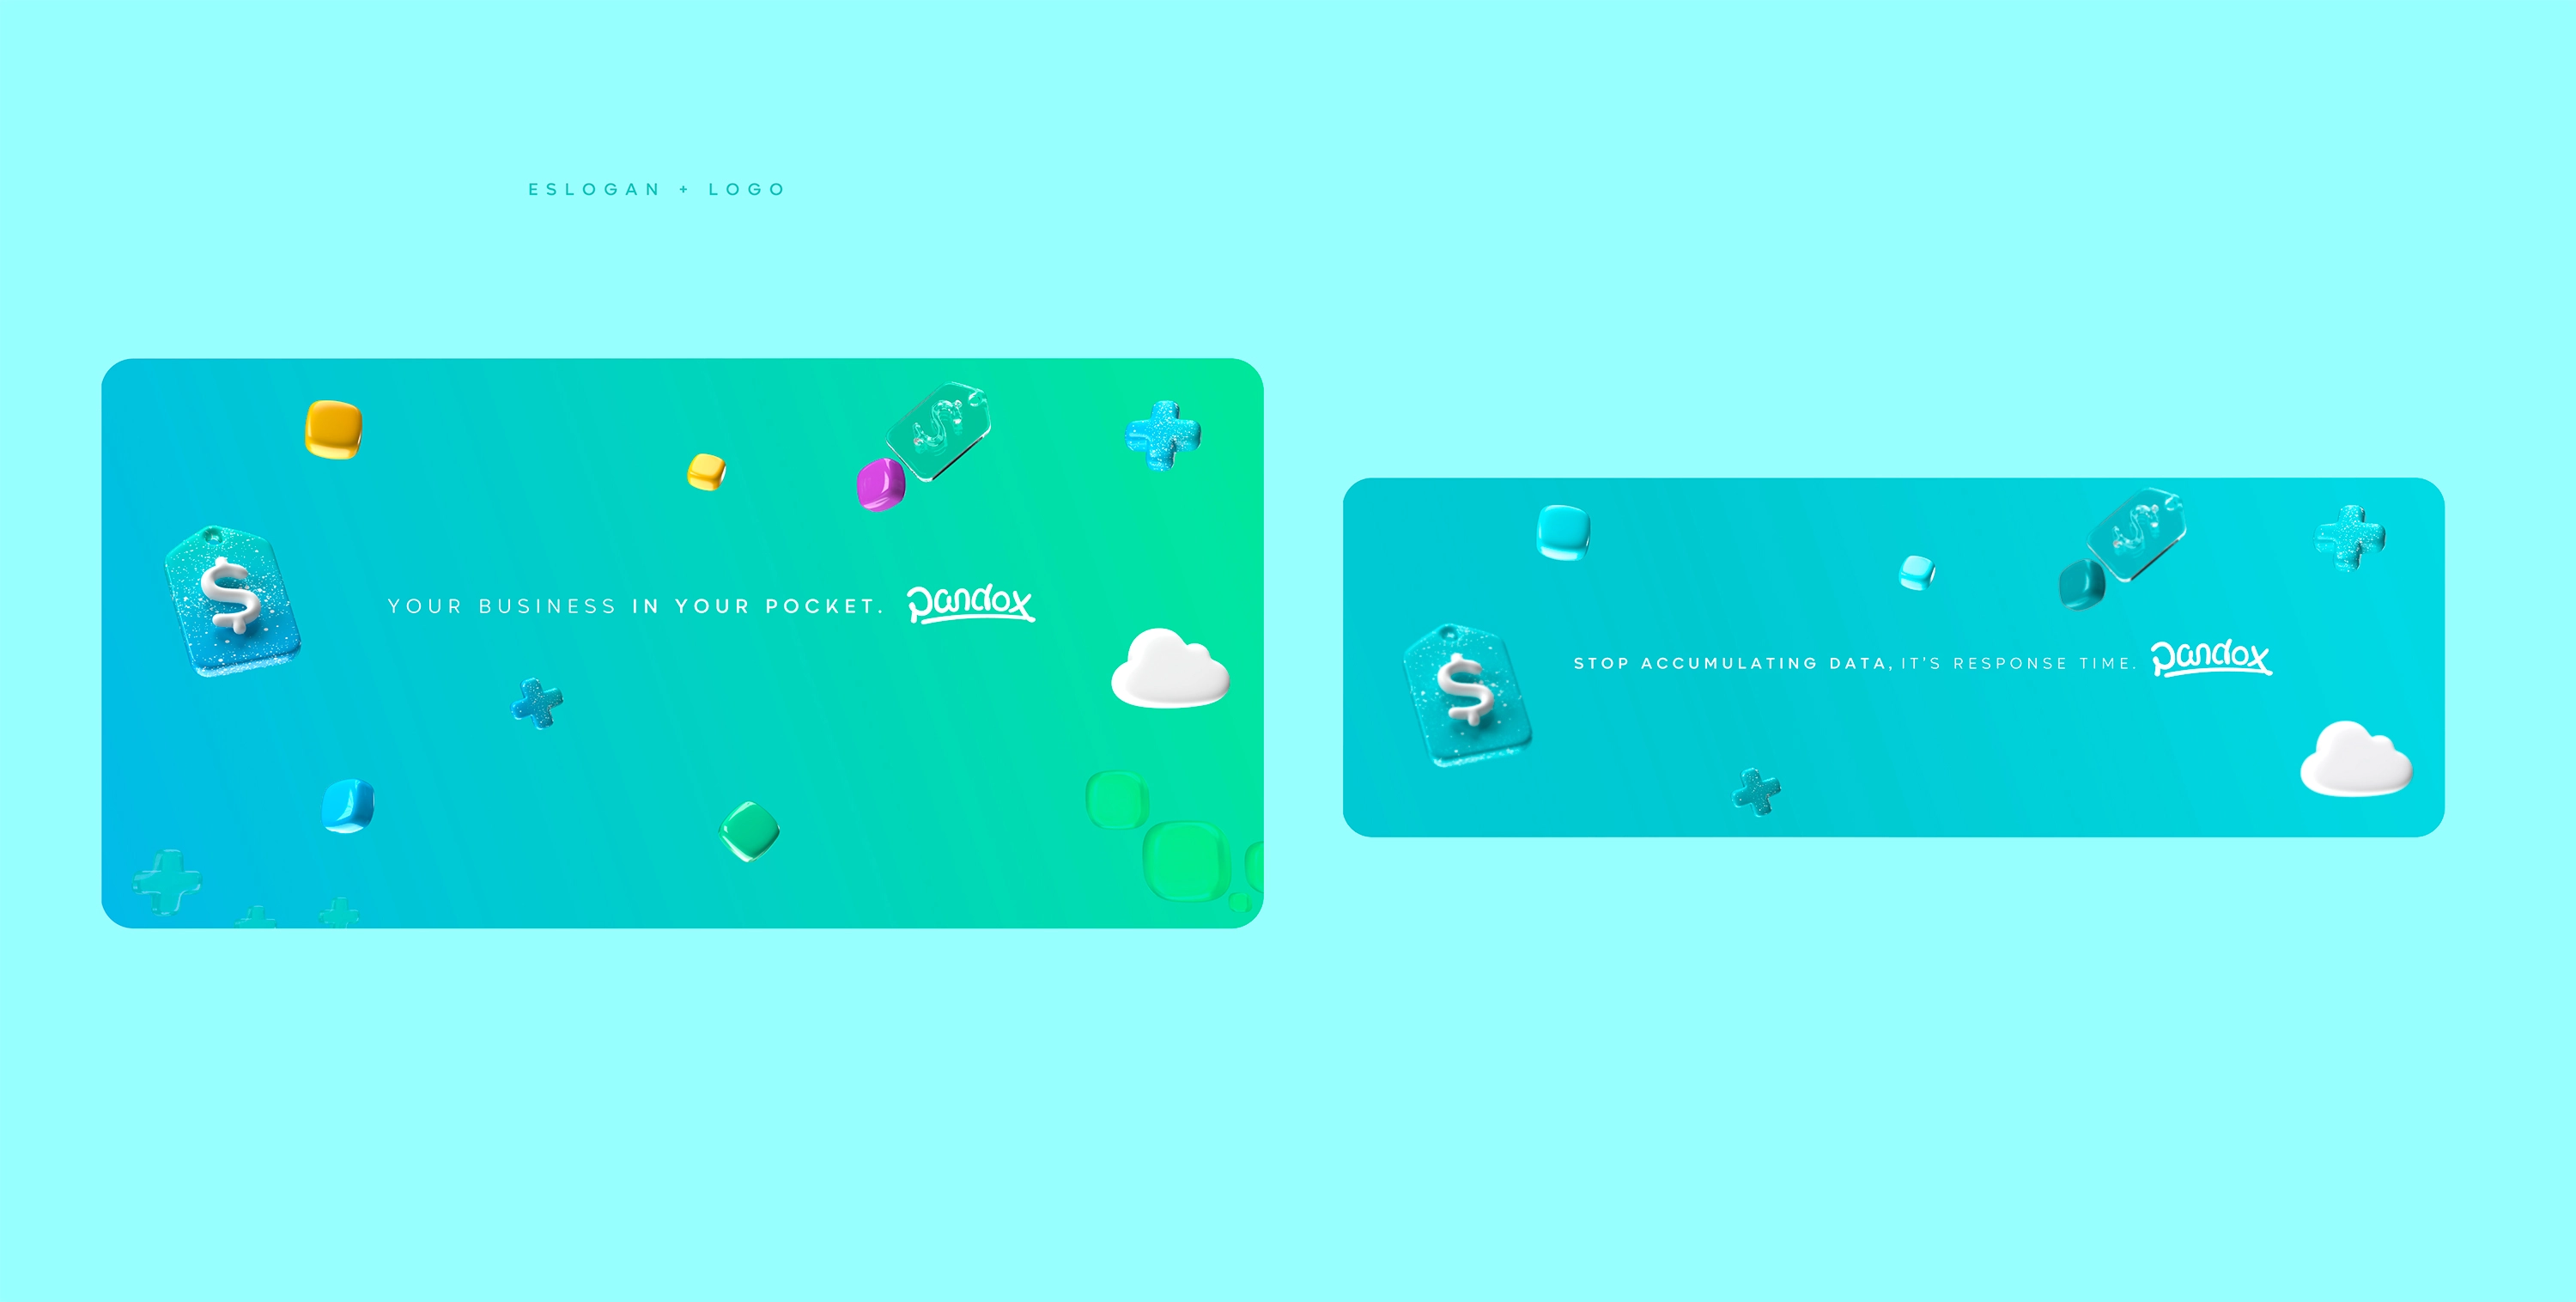 ESLOGAN + LOGO
YOUR BUSINESS IN YOUR POCKET. pandox
$
$
STOP ACCUMULATING DATA, IT'S RESPONSE TIME. pandox
$
$